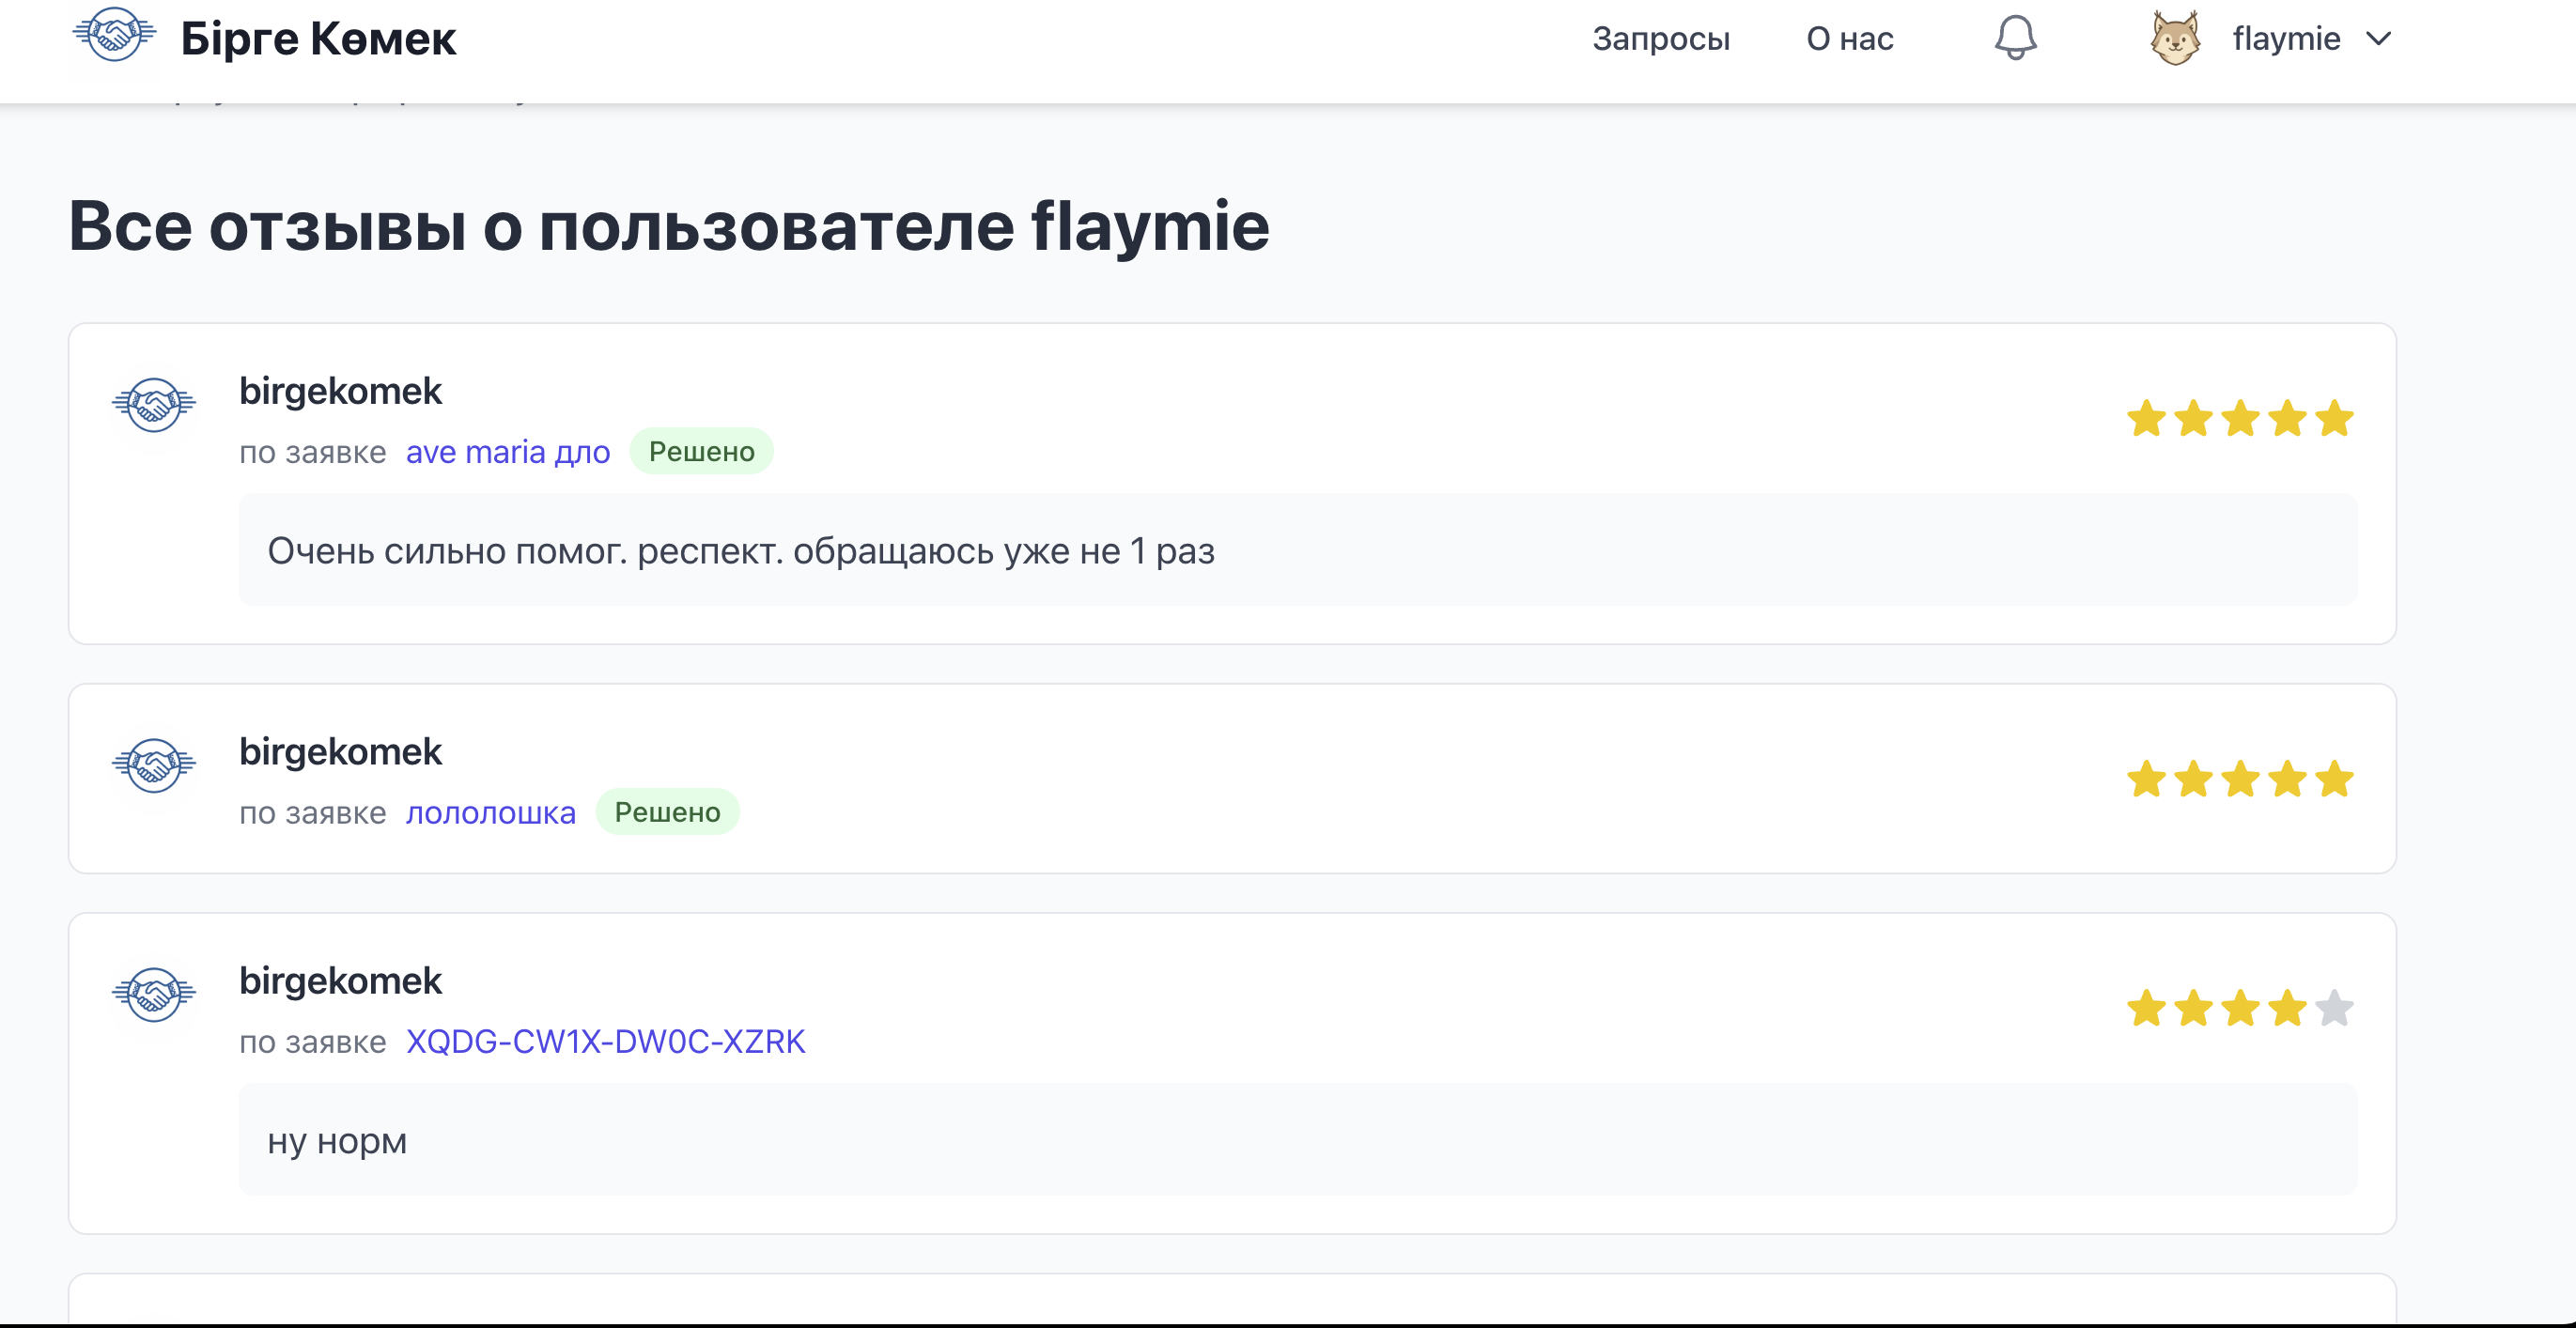 Бірге Көмек
Запросы
О нас
flaymie
Все отзывы о пользователе flaymie
birgekomek
по заявке ave maria дло Решено
Очень сильно помог. респект. обращаюсь уже не 1 раз
birgekomek
по заявке лололошка Решено
birgekomek
по заявке XQDG-CW1X-DW0C-XZRK
ну норм